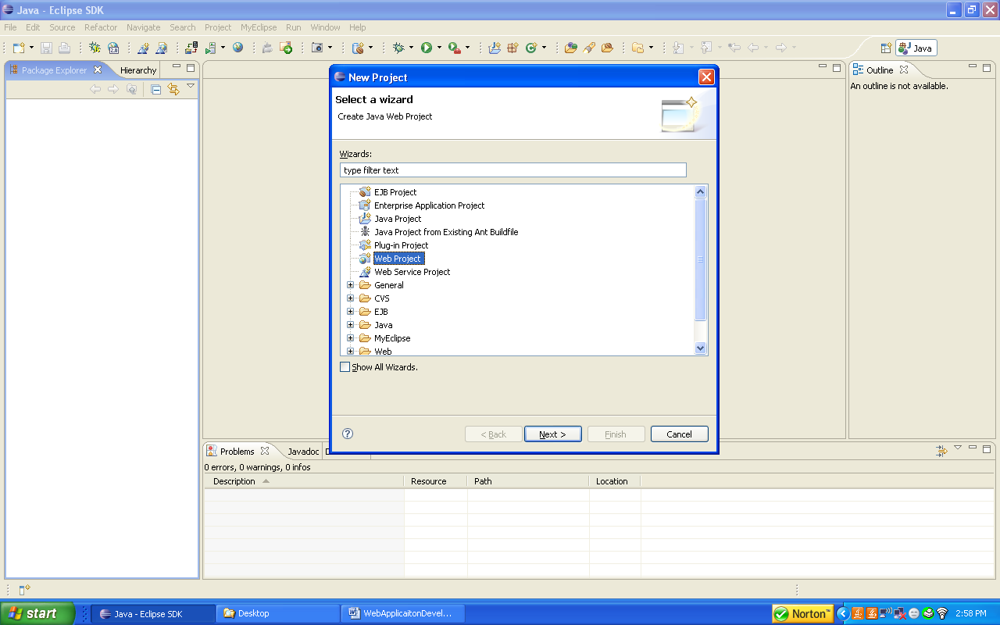 Java - Eclipse SDK
File Edit Source Refactor Navigate Search Project MyEclipse Run Window Help
2.0
Java
Package Explorer
Hierarchy
Outline
An outline is not available.
New Project
Select a wizard
Create Java Web Project
Wizards:
type filter text
EJB Project
Enterprise Application Project
Java Project
Java Project from Existing Ant Buildfile
Plug-in Project
Web Project
Web Service Project
General
CVS
EJB
Java
MyEclipse
Web
Show All Wizards.
< Back Next > Finish Cancel
Problems Javadoc
0 errors, 0 warnings, 0 infos
Description Resource Path Location
start
Java - Eclipse SDK
Desktop
WebApplicaitonDevel...
Norton™
2:58 PM